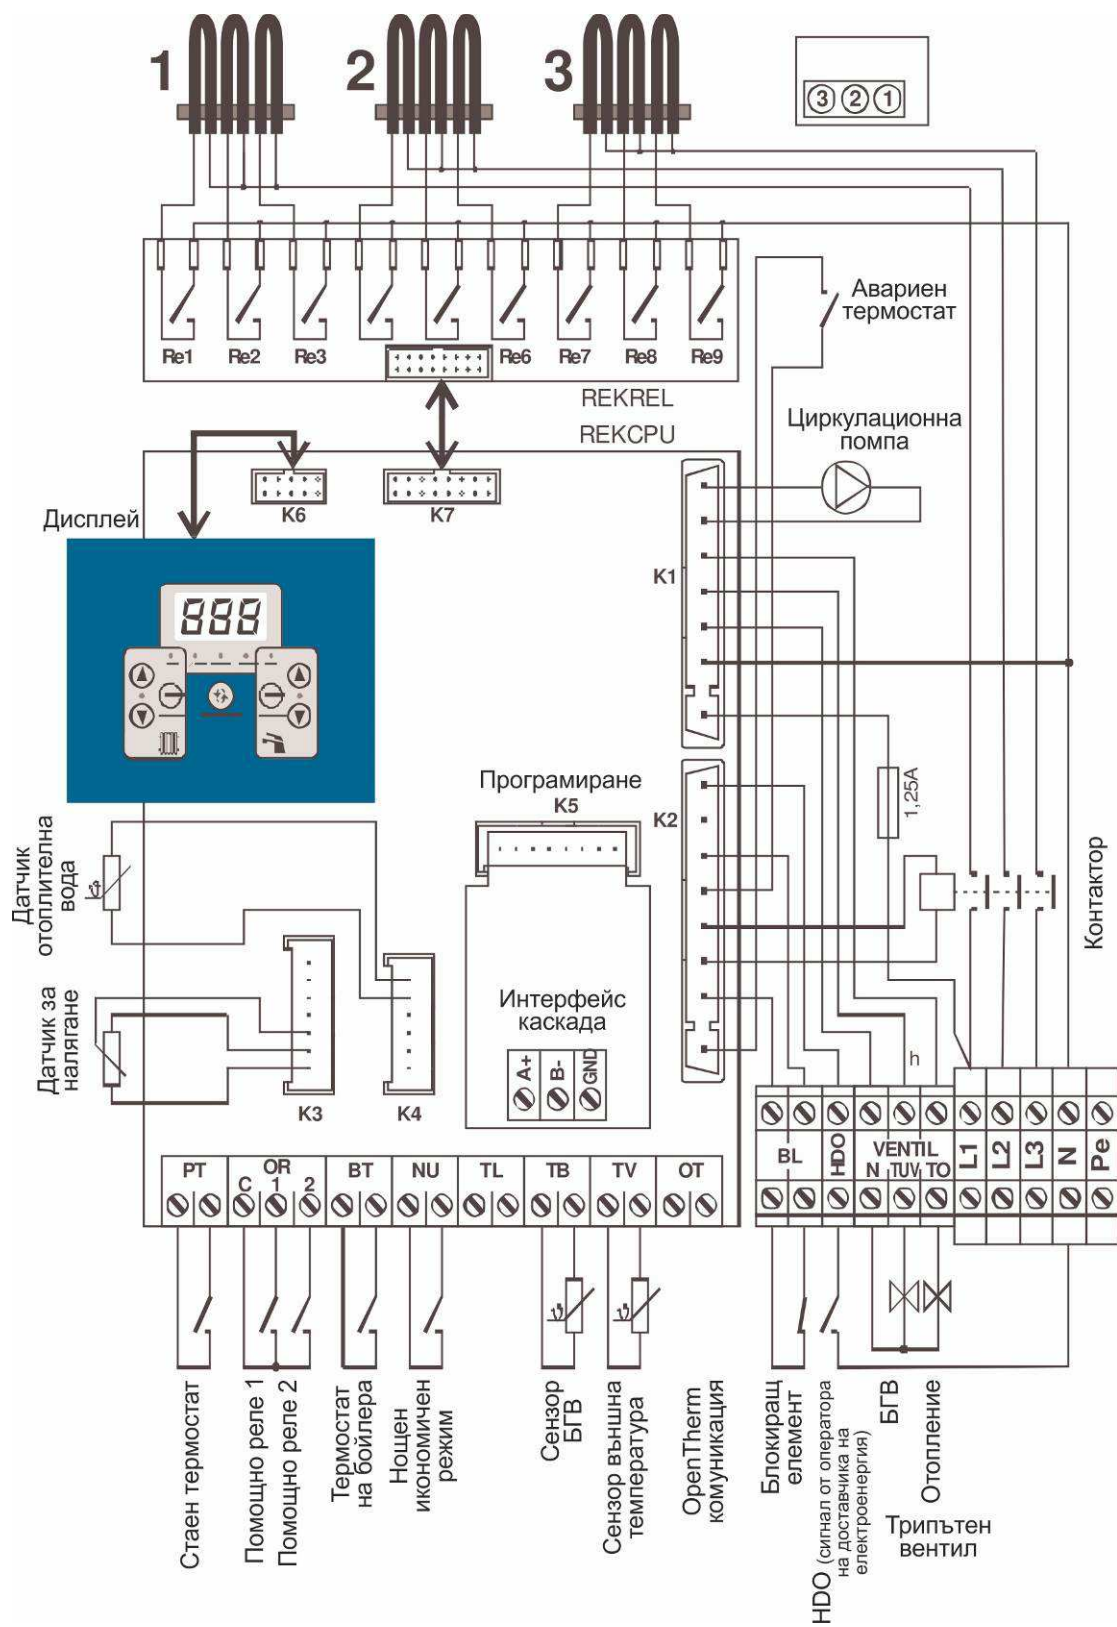 1
2
3
3 2 1
Re1
Re2
Re3
Re6
Re7
Re8
Re9
Авариен
термостат
REKREL
REKCPU
Циркулационна
помпа
K6
K7
Дисплей
K1
888
Програмиране
K5
K2
1,25A
Датчик
отоплителна
вода
Контактор
Датчик за
налягане
Интерфейс
каскада
A+
B-
GND
K3
K4
h
PT
OR
C
1
2
BT
NU
TL
TB
TV
OT
BL
HDO
VENTIL
N
TUV
TO
L1
L2
L3
N
Pe
Стаен термостат
Помощно реле 1
Помощно реле 2
Термостат
на бойлера
Нощен
икономичен
режим
Сензор
БГВ
Сензор външна
температура
OpenTherm
комуникация
Блокиращ
елемент
HDO (сигнал от оператора
на доставчика на
електроенергия)
БГВ
Отопление
Трипътен
вентил